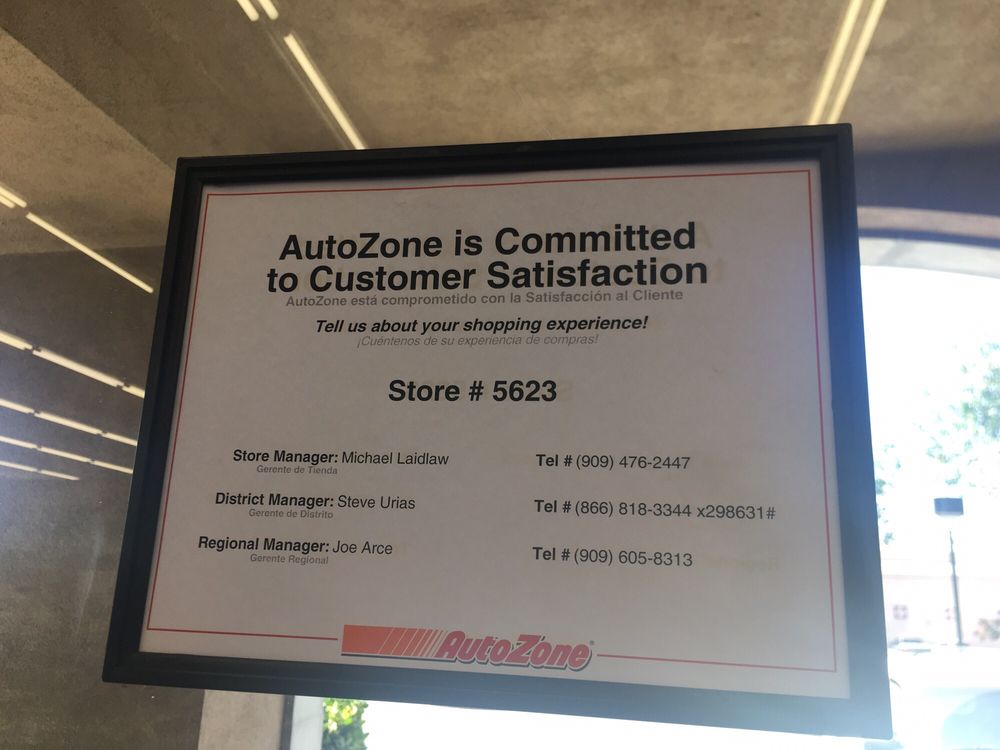 AutoZone is Committed
to Customer Satisfaction
AutoZone está comprometido con la Satisfacción al Cliente
Tell us about your shopping experience!
¡Cuéntenos de su experiencia de compras!
Store # 5623
Store Manager: Michael Laidlaw Tel # (909) 476-2447
Gerente de Tienda
District Manager: Steve Urias Tel # (866) 818-3344 x298631#
Gerente de Distrito
Regional Manager: Joe Arce Tel # (909) 605-8313
Gerente Regional
AutoZone®